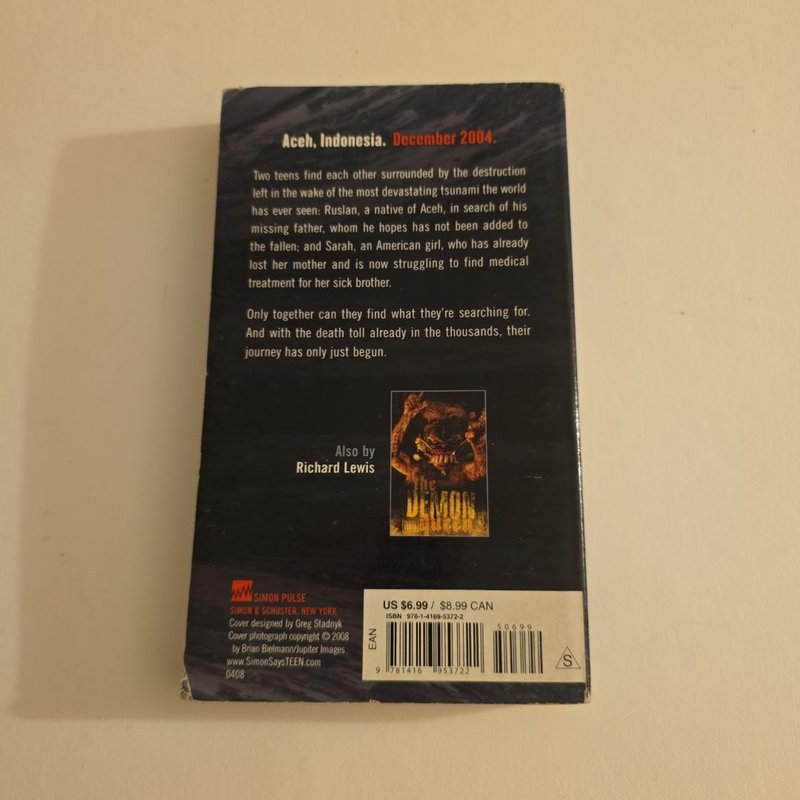 Aceh, Indonesia. December 2004.
Two teens find each other surrounded by the destruction
left in the wake of the most devastating tsunami the world
has ever seen: Ruslan, a native of Aceh, in search of his
missing father, whom he hopes has not been added to
the fallen; and Sarah, an American girl, who has already
lost her mother and is now struggling to find medical
treatment for her sick brother.
Only together can they find what they're searching for.
And with the death toll already in the thousands, their
journey has only just begun.
Also by
Richard Lewis
The
DEMON
QUEEN
SIMON PULSE
SIMON & SCHUSTER, NEW YORK
Cover designed by Greg Stadnyk
Cover photograph copyright © 2008
by Brian Bielmann/Jupiter Images
www.SimonSaysTEEN.com
0408
US $6.99 / $8.99 CAN
ISBN 978-1-4169-5372-2
50699
EAN
9 781416 953722
S